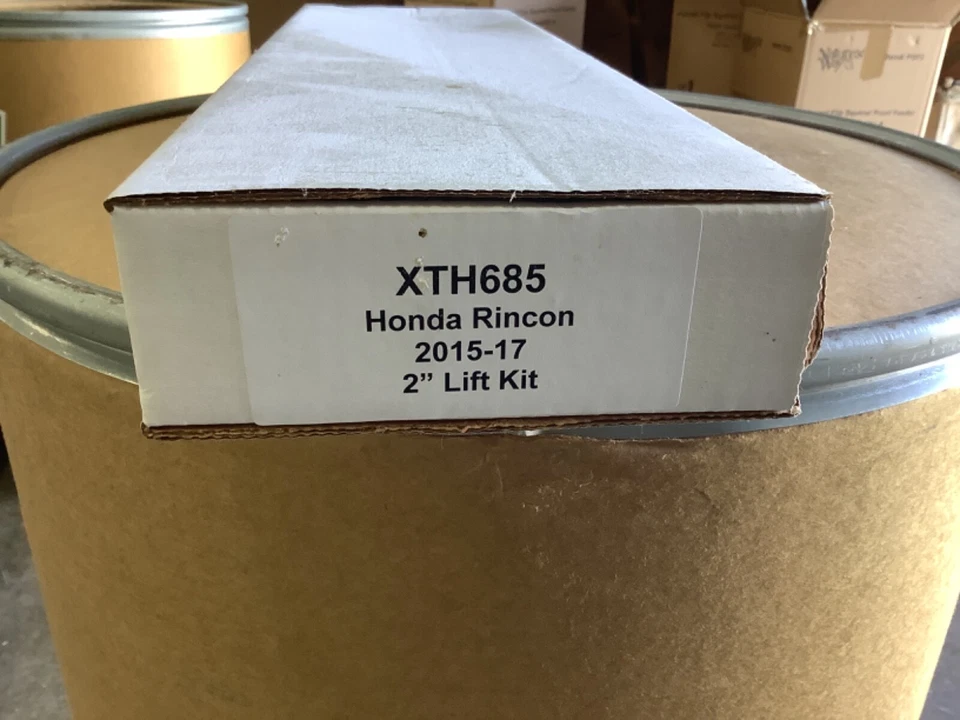 XTH685
Honda Rincon
2015-17
2” Lift Kit